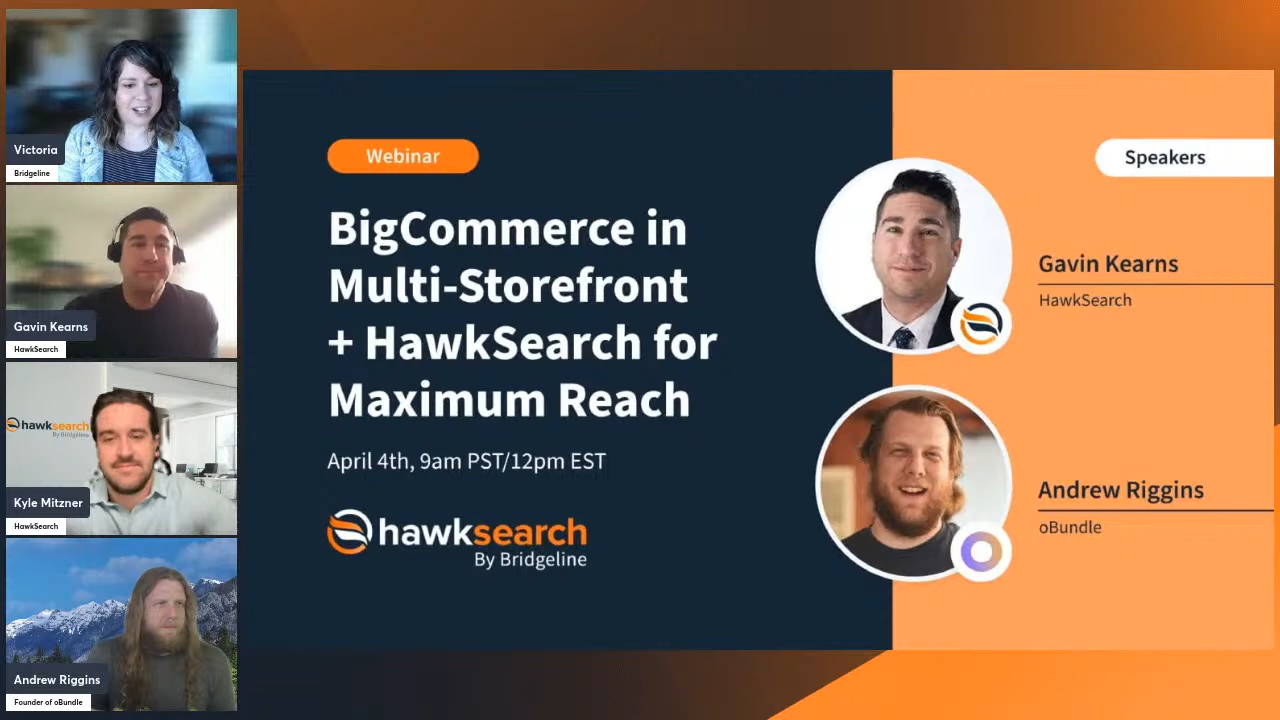 Victoria
Bridgeline
Gavin Kearns
HawkSearch
hawksearch
By Bridgeline
Kyle Mitzner
HawkSearch
Andrew Riggins
Founder of oBundle
Webinar
BigCommerce in
Multi-Storefront
+ HawkSearch for
Maximum Reach
April 4th, 9am PST/12pm EST
hawksearch
By Bridgeline
Speakers
Gavin Kearns
HawkSearch
Andrew Riggins
oBundle